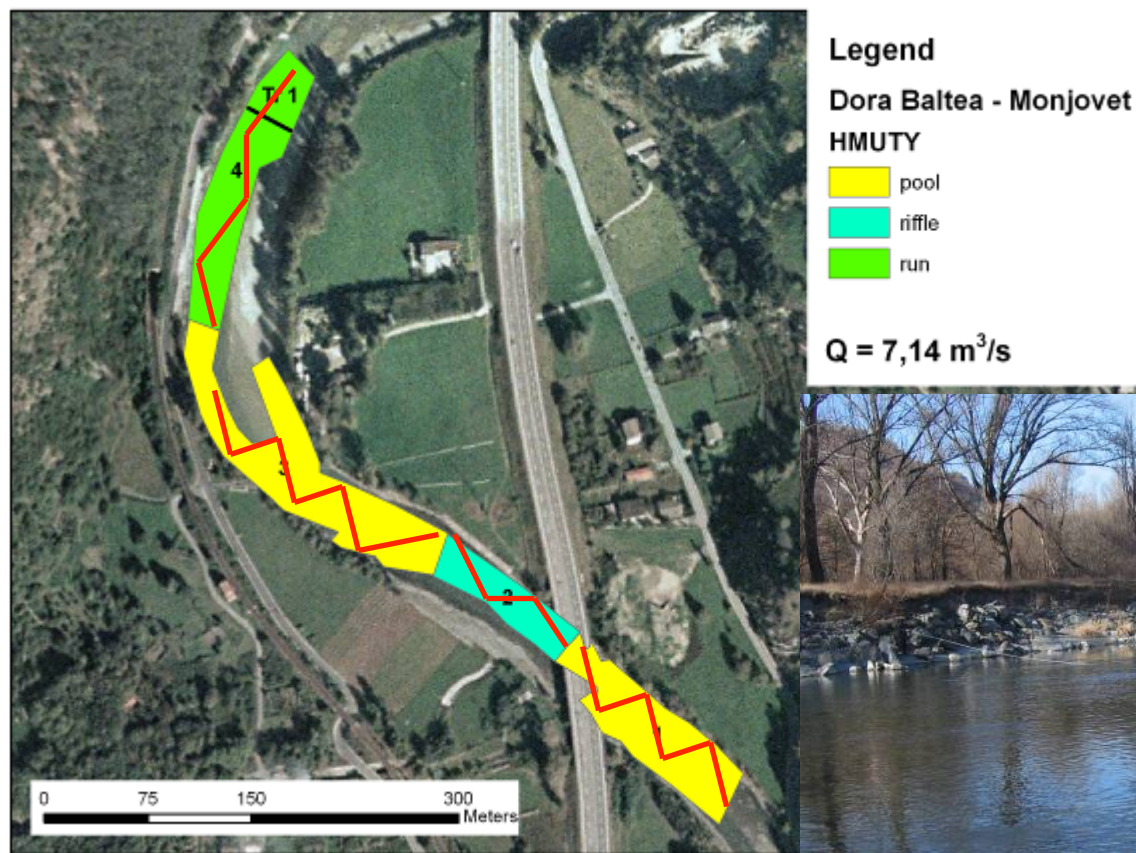 Legend
Dora Baltea - Monjovet
HMUTY
pool
riffle
run
Q = 7,14 m³/s
1
4
3
2
0 75 150 300
Meters